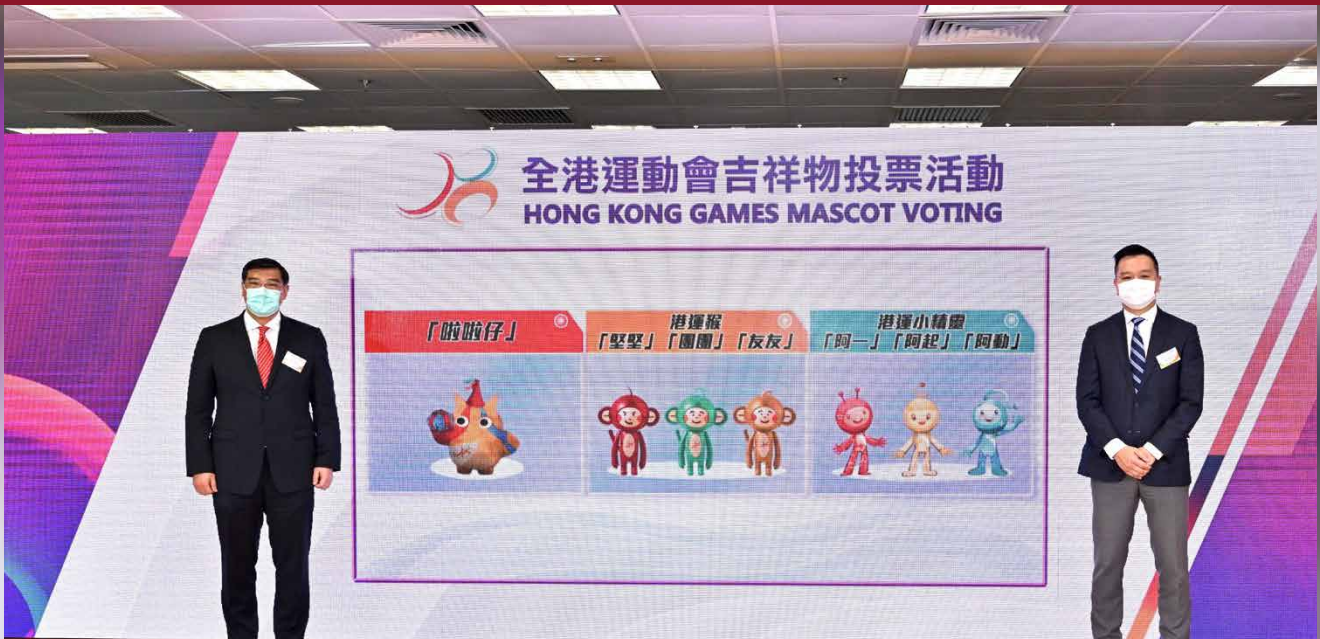 全港運動會吉祥物投票活動
HONG KONG GAMES MASCOT VOTING
「啦啦仔」
港運猴
「堅堅」「團團」「友友」
港運小精靈
「阿一」「阿起」「阿動」